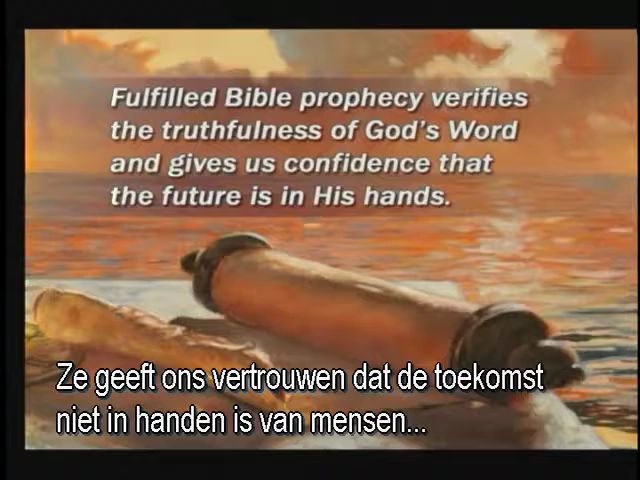 Fulfilled Bible prophecy verifies
the truthfulness of God's Word
and gives us confidence that
the future is in His hands.
Ze geeft ons vertrouwen dat de toekomst
niet in handen is van mensen...